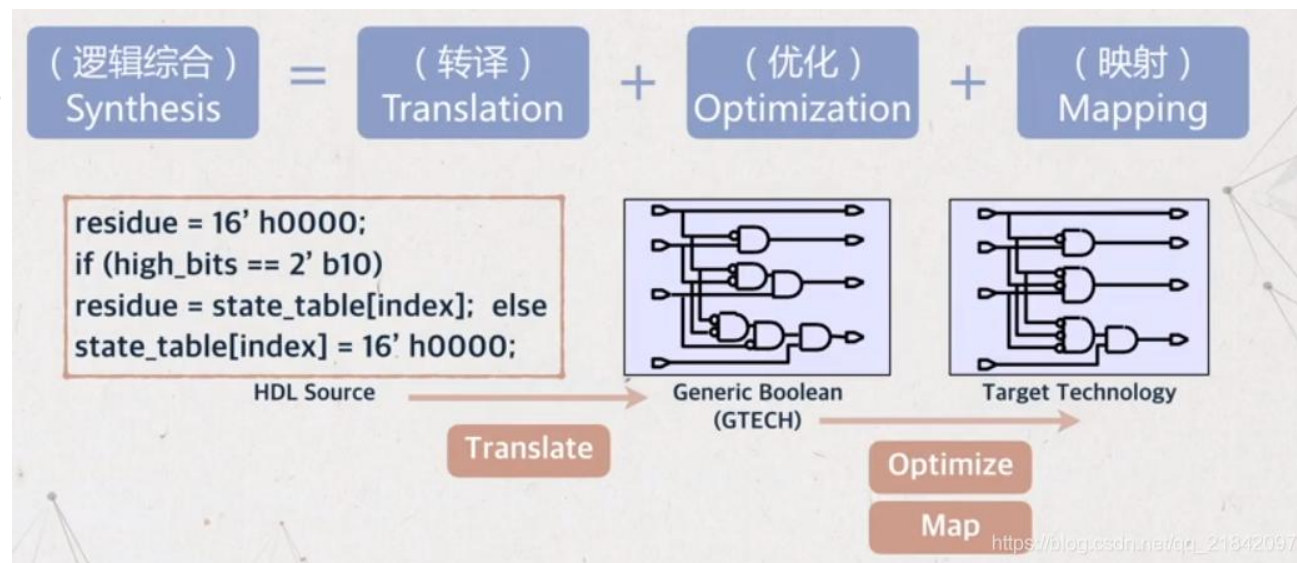 （逻辑综合）
Synthesis
=
（转译）
Translation
+
（优化）
Optimization
+
（映射）
Mapping
residue = 16’ h0000;
if (high_bits == 2’ b10)
residue = state_table[index];  else
state_table[index] = 16’ h0000;
HDL Source
Generic Boolean
(GTECH)
Target Technology
Translate
Optimize
Map
https://blog.csdn.net/qq_21842097